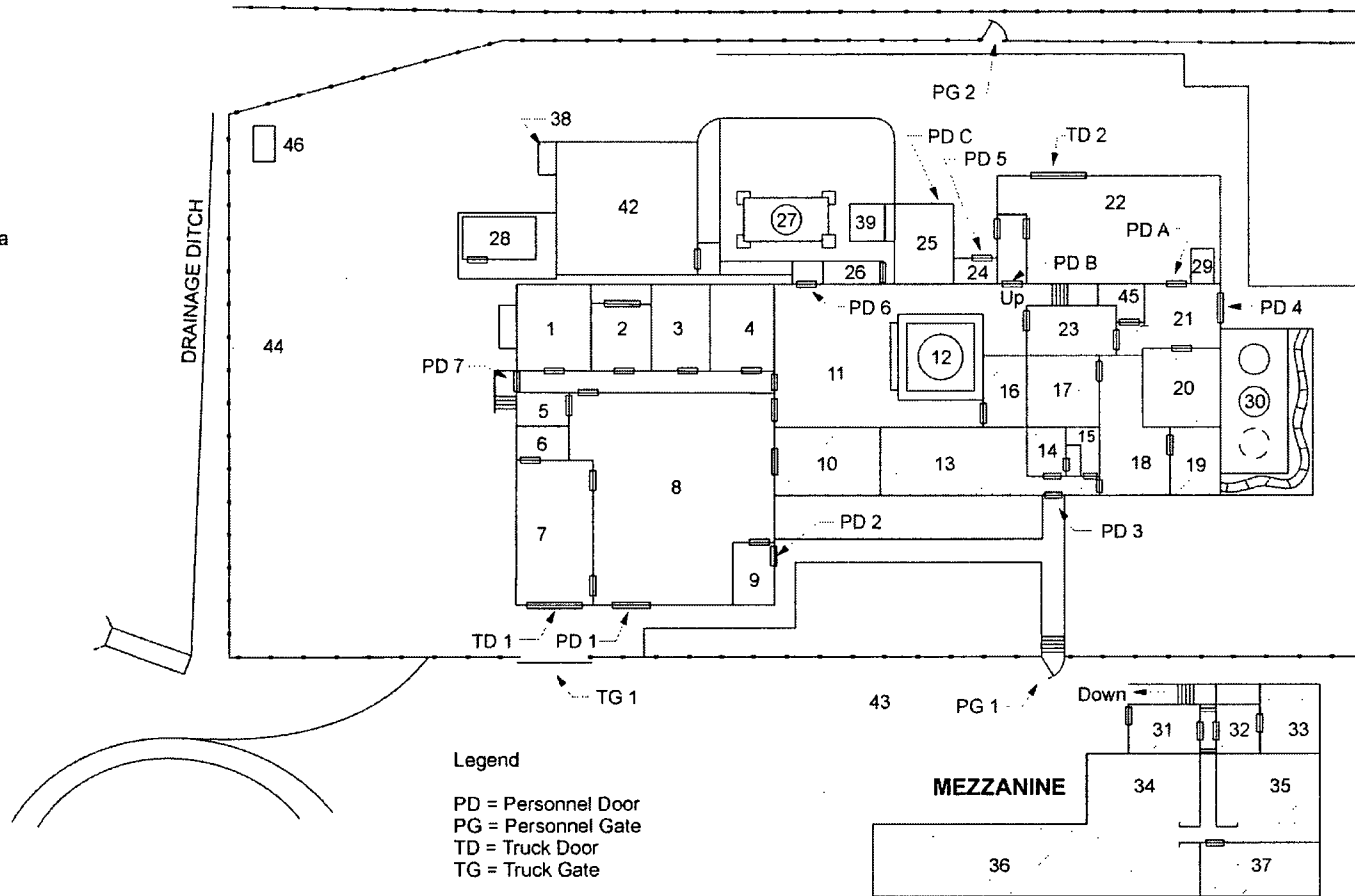 PG 2
38
PD C
TD 2
PD 5
46
a
42
27
39
25
22
PD A
28
26
24
PD B
29
DRAINAGE DITCH
Up
45
PD 6
PD 4
1
2
3
4
23
21
44
PD 7
11
12
16
17
20
30
5
6
10
13
14
15
18
19
8
7
PD 2
PD 3
9
TD 1
PD 1
TG 1
43
PG 1
Down
31
32
33
Legend
MEZZANINE
34
35
PD = Personnel Door
PG = Personnel Gate
TD = Truck Door
TG = Truck Gate
36
37